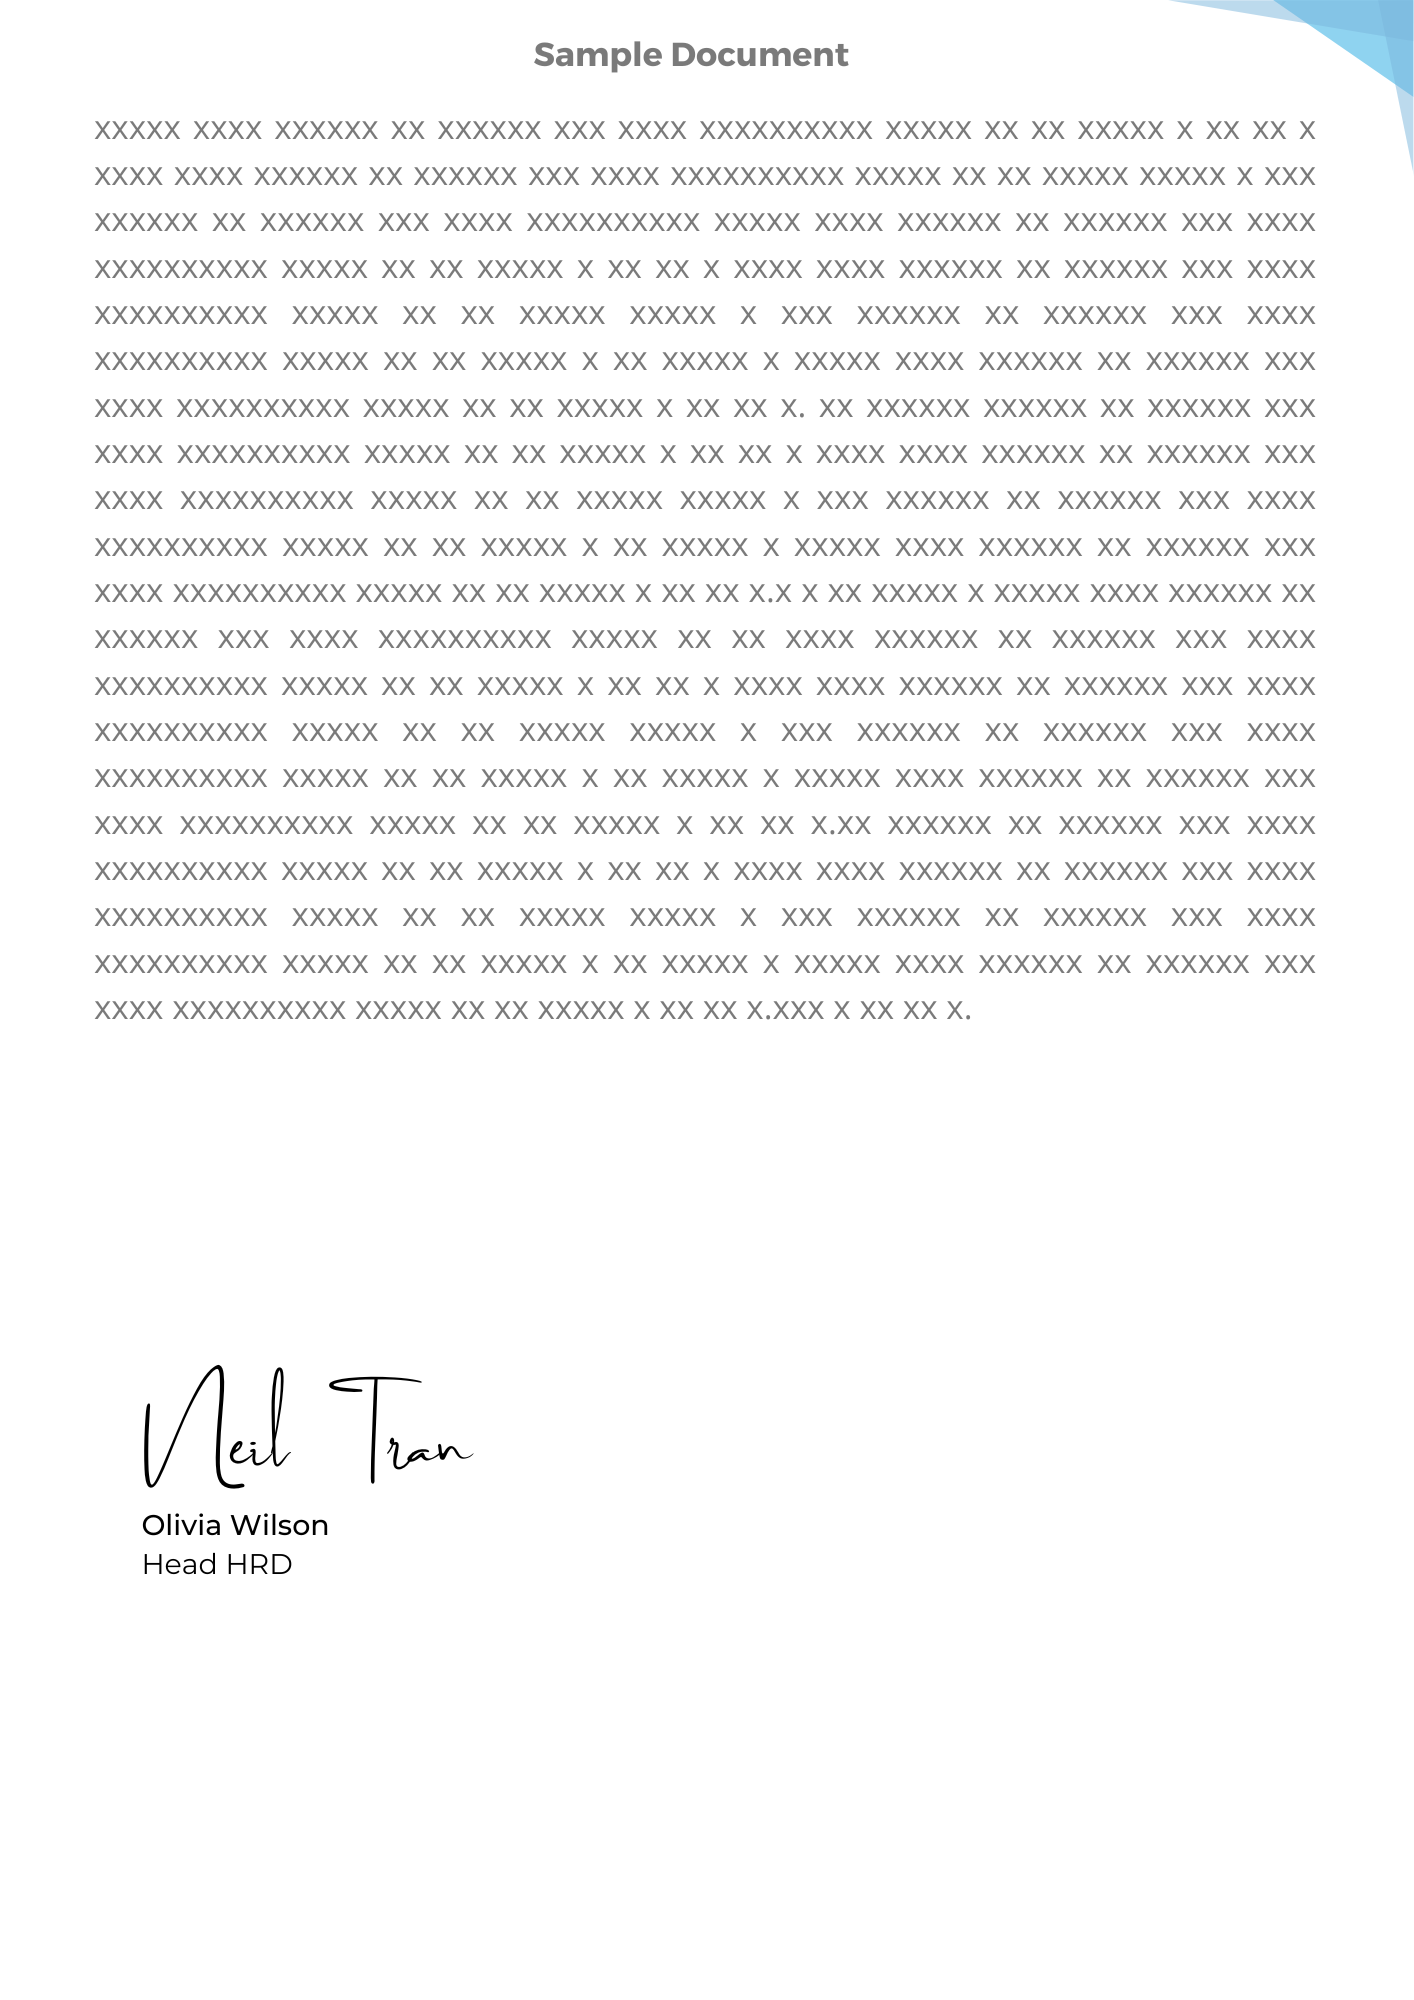 Sample Document
xxxxx xxxx xxxxxx xx xxxxxx xxx xxxx xxxxxxxxxx xxxxx xx xx xxxxx x xx xx x
xxxx xxxx xxxxxx xx xxxxxx xxx xxxx xxxxxxxxxx xxxxx xx xx xxxxx xxxxx x xxx
xxxxxx xx xxxxxx xxx xxxx xxxxxxxxxx xxxxx xxxx xxxxxx xx xxxxxx xxx xxxx
xxxxxxxxxx xxxxx xx xx xxxxx x xx xx x xxxx xxxx xxxxxx xx xxxxxx xxx xxxx
xxxxxxxxxx xxxxx xx xx xxxxx xxxxx x xxx xxxxxx xx xxxxxx xxx xxxx
xxxxxxxxxx xxxxx xx xx xxxxx x xx xxxxx x xxxxx xxxx xxxxxx xx xxxxxx xxx
xxxx xxxxxxxxxx xxxxx xx xx xxxxx x xx xx x. xx xxxxxx xxxxxx xx xxxxxx xxx
xxxx xxxxxxxxxx xxxxx xx xx xxxxx x xx xx x xxxx xxxx xxxxxx xx xxxxxx xxx
xxxx xxxxxxxxxx xxxxx xx xx xxxxx xxxxx x xxx xxxxxx xx xxxxxx xxx xxxx
xxxxxxxxxx xxxxx xx xx xxxxx x xx xxxxx x xxxxx xxxx xxxxxx xx xxxxxx xxx
xxxx xxxxxxxxxx xxxxx xx xx xxxxx x xx xx x.x x xx xxxxx x xxxxx xxxx xxxxxx xx
xxxxxx xxx xxxx xxxxxxxxxx xxxxx xx xx xxxx xxxxxx xx xxxxxx xxx xxxx
xxxxxxxxxx xxxxx xx xx xxxxx x xx xx x xxxx xxxx xxxxxx xx xxxxxx xxx xxxx
xxxxxxxxxx xxxxx xx xx xxxxx xxxxx x xxx xxxxxx xx xxxxxx xxx xxxx
xxxxxxxxxx xxxxx xx xx xxxxx x xx xxxxx x xxxxx xxxx xxxxxx xx xxxxxx xxx
xxxx xxxxxxxxxx xxxxx xx xx xxxxx x xx xx x.xx xxxxxx xx xxxxxx xxx xxxx
xxxxxxxxxx xxxxx xx xx xxxxx x xx xx x xxxx xxxx xxxxxx xx xxxxxx xxx xxxx
xxxxxxxxxx xxxxx xx xx xxxxx xxxxx x xxx xxxxxx xx xxxxxx xxx xxxx
xxxxxxxxxx xxxxx xx xx xxxxx x xx xxxxx x xxxxx xxxx xxxxxx xx xxxxxx xxx
xxxx xxxxxxxxxx xxxxx xx xx xxxxx x xx xx x.xxx x xx xx x.
Neil Tran
Olivia Wilson
Head HRD